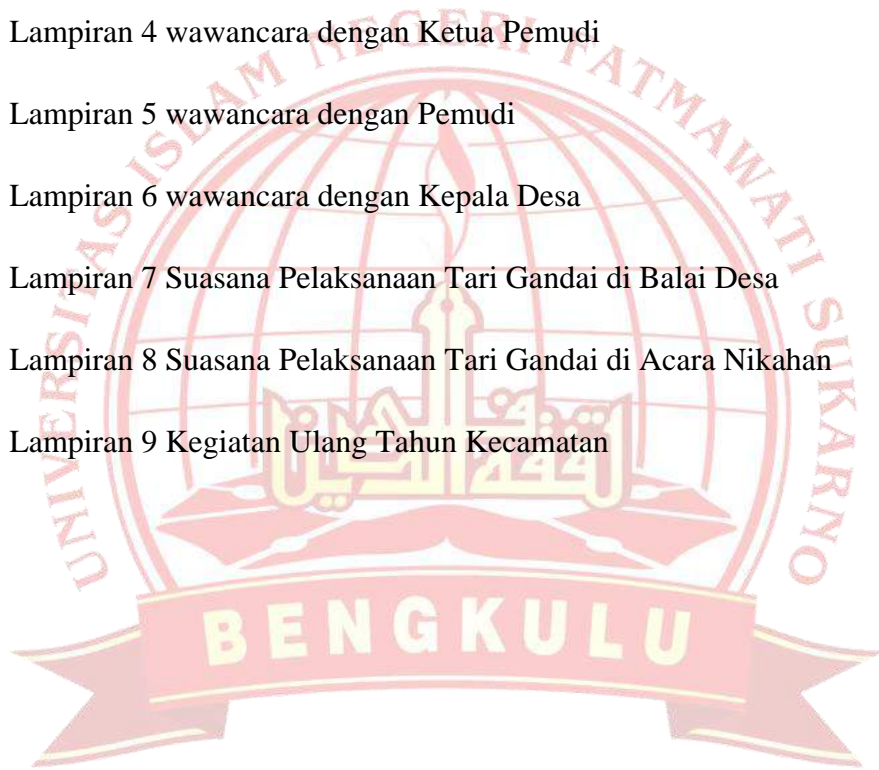 Lampiran 4 wawancara dengan Ketua Pemudi
Lampiran 5 wawancara dengan Pemudi
Lampiran 6 wawancara dengan Kepala Desa
Lampiran 7 Suasana Pelaksanaan Tari Gandai di Balai Desa
Lampiran 8 Suasana Pelaksanaan Tari Gandai di Acara Nikahan
Lampiran 9 Kegiatan Ulang Tahun Kecamatan
UNIVERSITAS ISLAM NEGERI FATMAWATI SUKARNO
BENGKULU